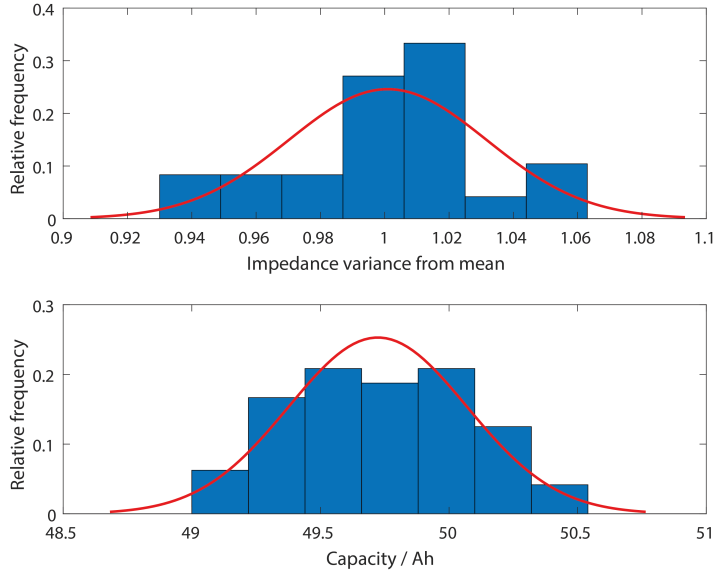 0.4
0.3
0.2
0.1
0
Relative frequency
0.9 0.92 0.94 0.96 0.98 1 1.02 1.04 1.06 1.08 1.1
Impedance variance from mean
0.3
0.2
0.1
0
Relative frequency
48.5 49 49.5 50 50.5 51
Capacity / Ah